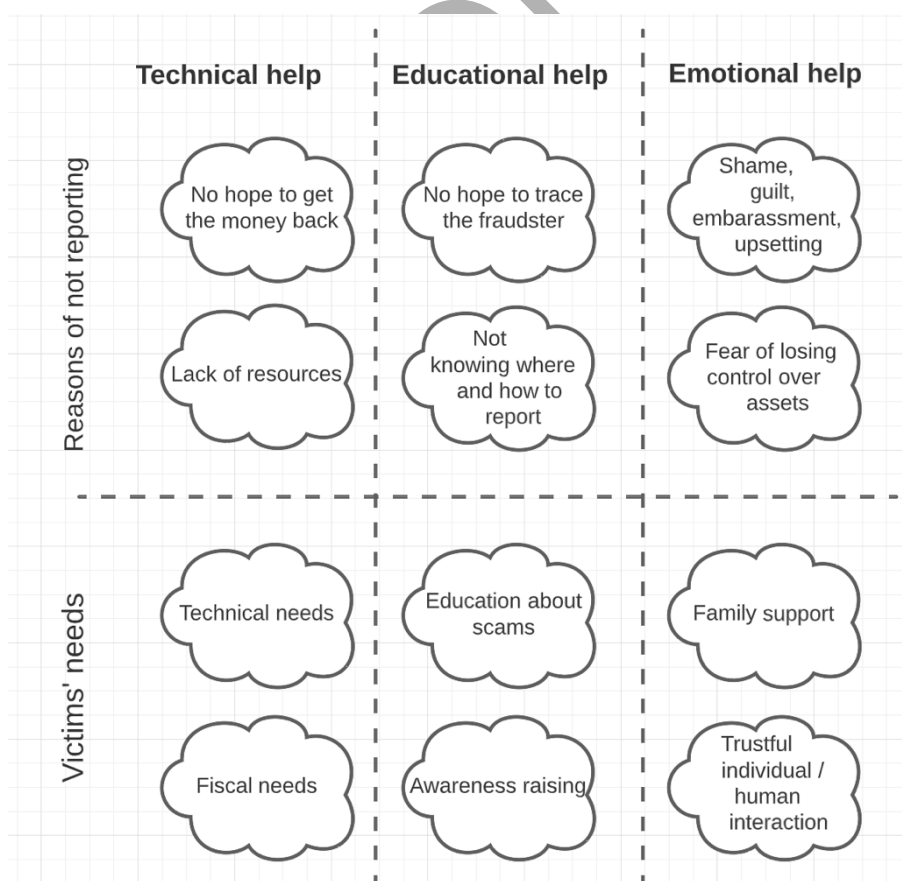 Technical help
Educational help
Emotional help
Reasons of not reporting
No hope to get
the money back
No hope to trace
the fraudster
Shame,
guilt,
embarassment,
upsetting
Lack of resources
Not
knowing where
and how to
report
Fear of losing
control over
assets
Victims' needs
Technical needs
Education about
scams
Family support
Fiscal needs
Awareness raising
Trustful
individual /
human
interaction